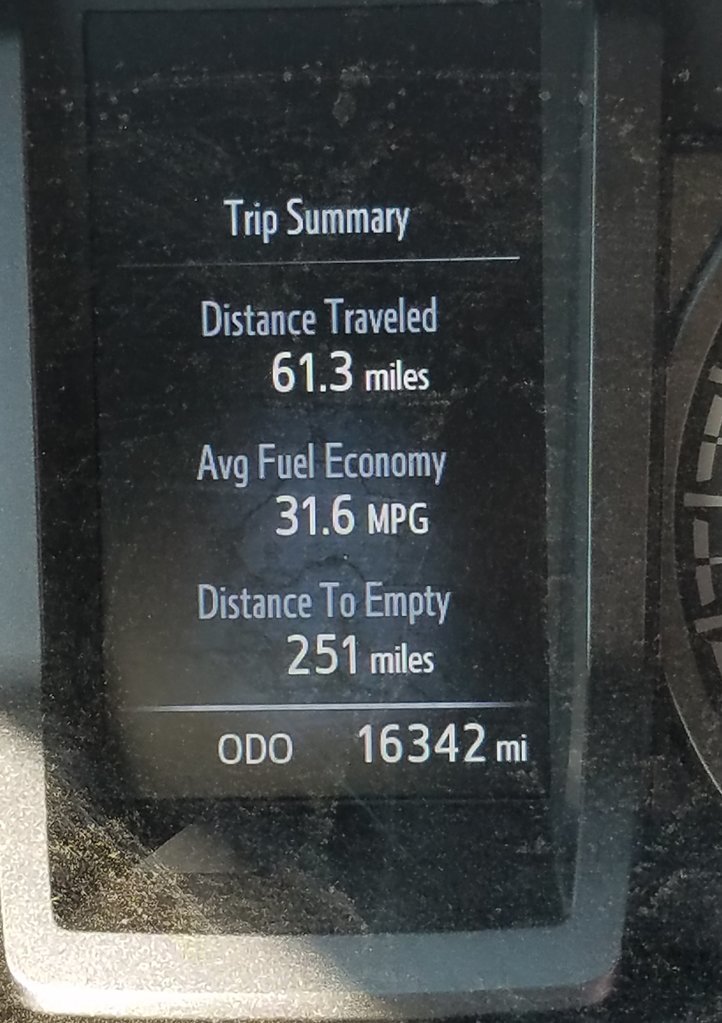 Trip Summary
Distance Traveled
61.3 miles
Avg Fuel Economy
31.6 MPG
Distance To Empty
251 miles
ODO 16342 mi